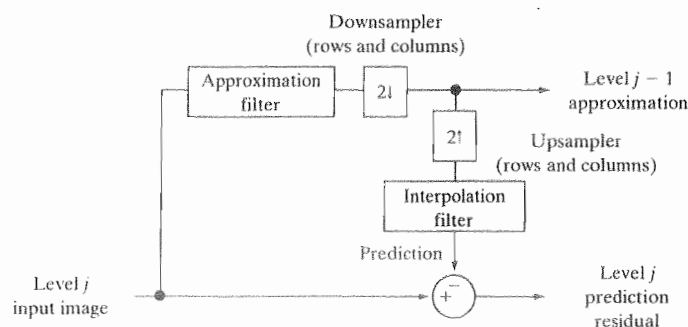 Downsampler
(rows and columns)
Approximation
filter
2↓
Level j − 1
approximation
2↑
Upsampler
(rows and columns)
Interpolation
filter
Prediction
−
+
Level j
input image
Level j
prediction
residual